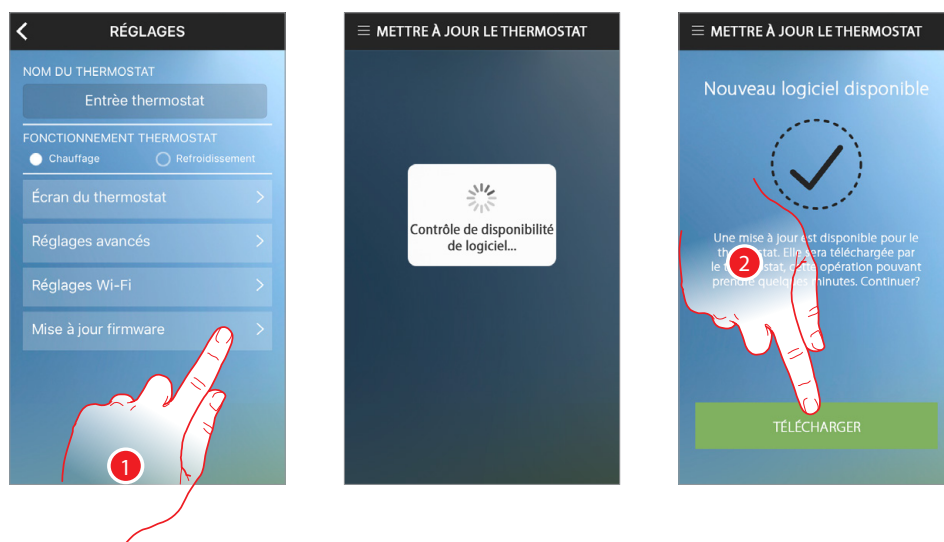 RÉGLAGES
NOM DU THERMOSTAT
Entrèe thermostat
FONCTIONNEMENT THERMOSTAT
Chauffage Refroidissement
Écran du thermostat
Réglages avancés
Réglages Wi-Fi
Mise à jour firmware
1
METTRE À JOUR LE THERMOSTAT
Contrôle de disponibilité
de logiciel...
METTRE À JOUR LE THERMOSTAT
Nouveau logiciel disponible
Une mise à jour est disponible pour le
Elle sera téléchargée par
le cette opération pouvant
prendre quelques minutes. Continuer?
2
TÉLÉCHARGER